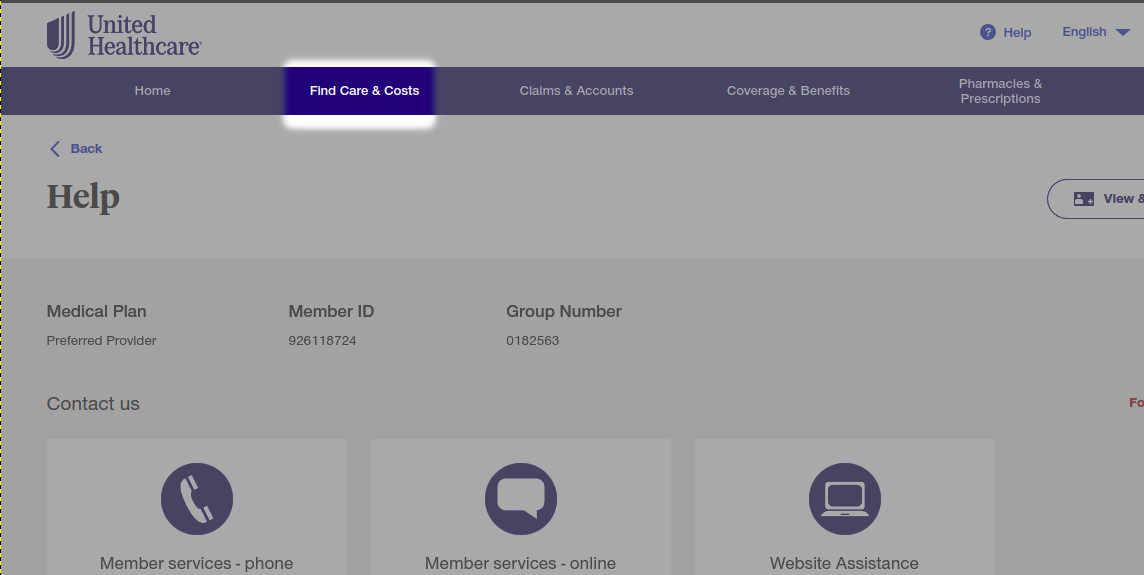 United
Healthcare
Help
English
Home
Find Care & Costs
Claims & Accounts
Coverage & Benefits
Pharmacies &
Prescriptions
Back
Help
View &
Medical Plan
Member ID
Group Number
Preferred Provider
926118724
0182563
Contact us
Fo
Member services - phone
Member services - online
Website Assistance